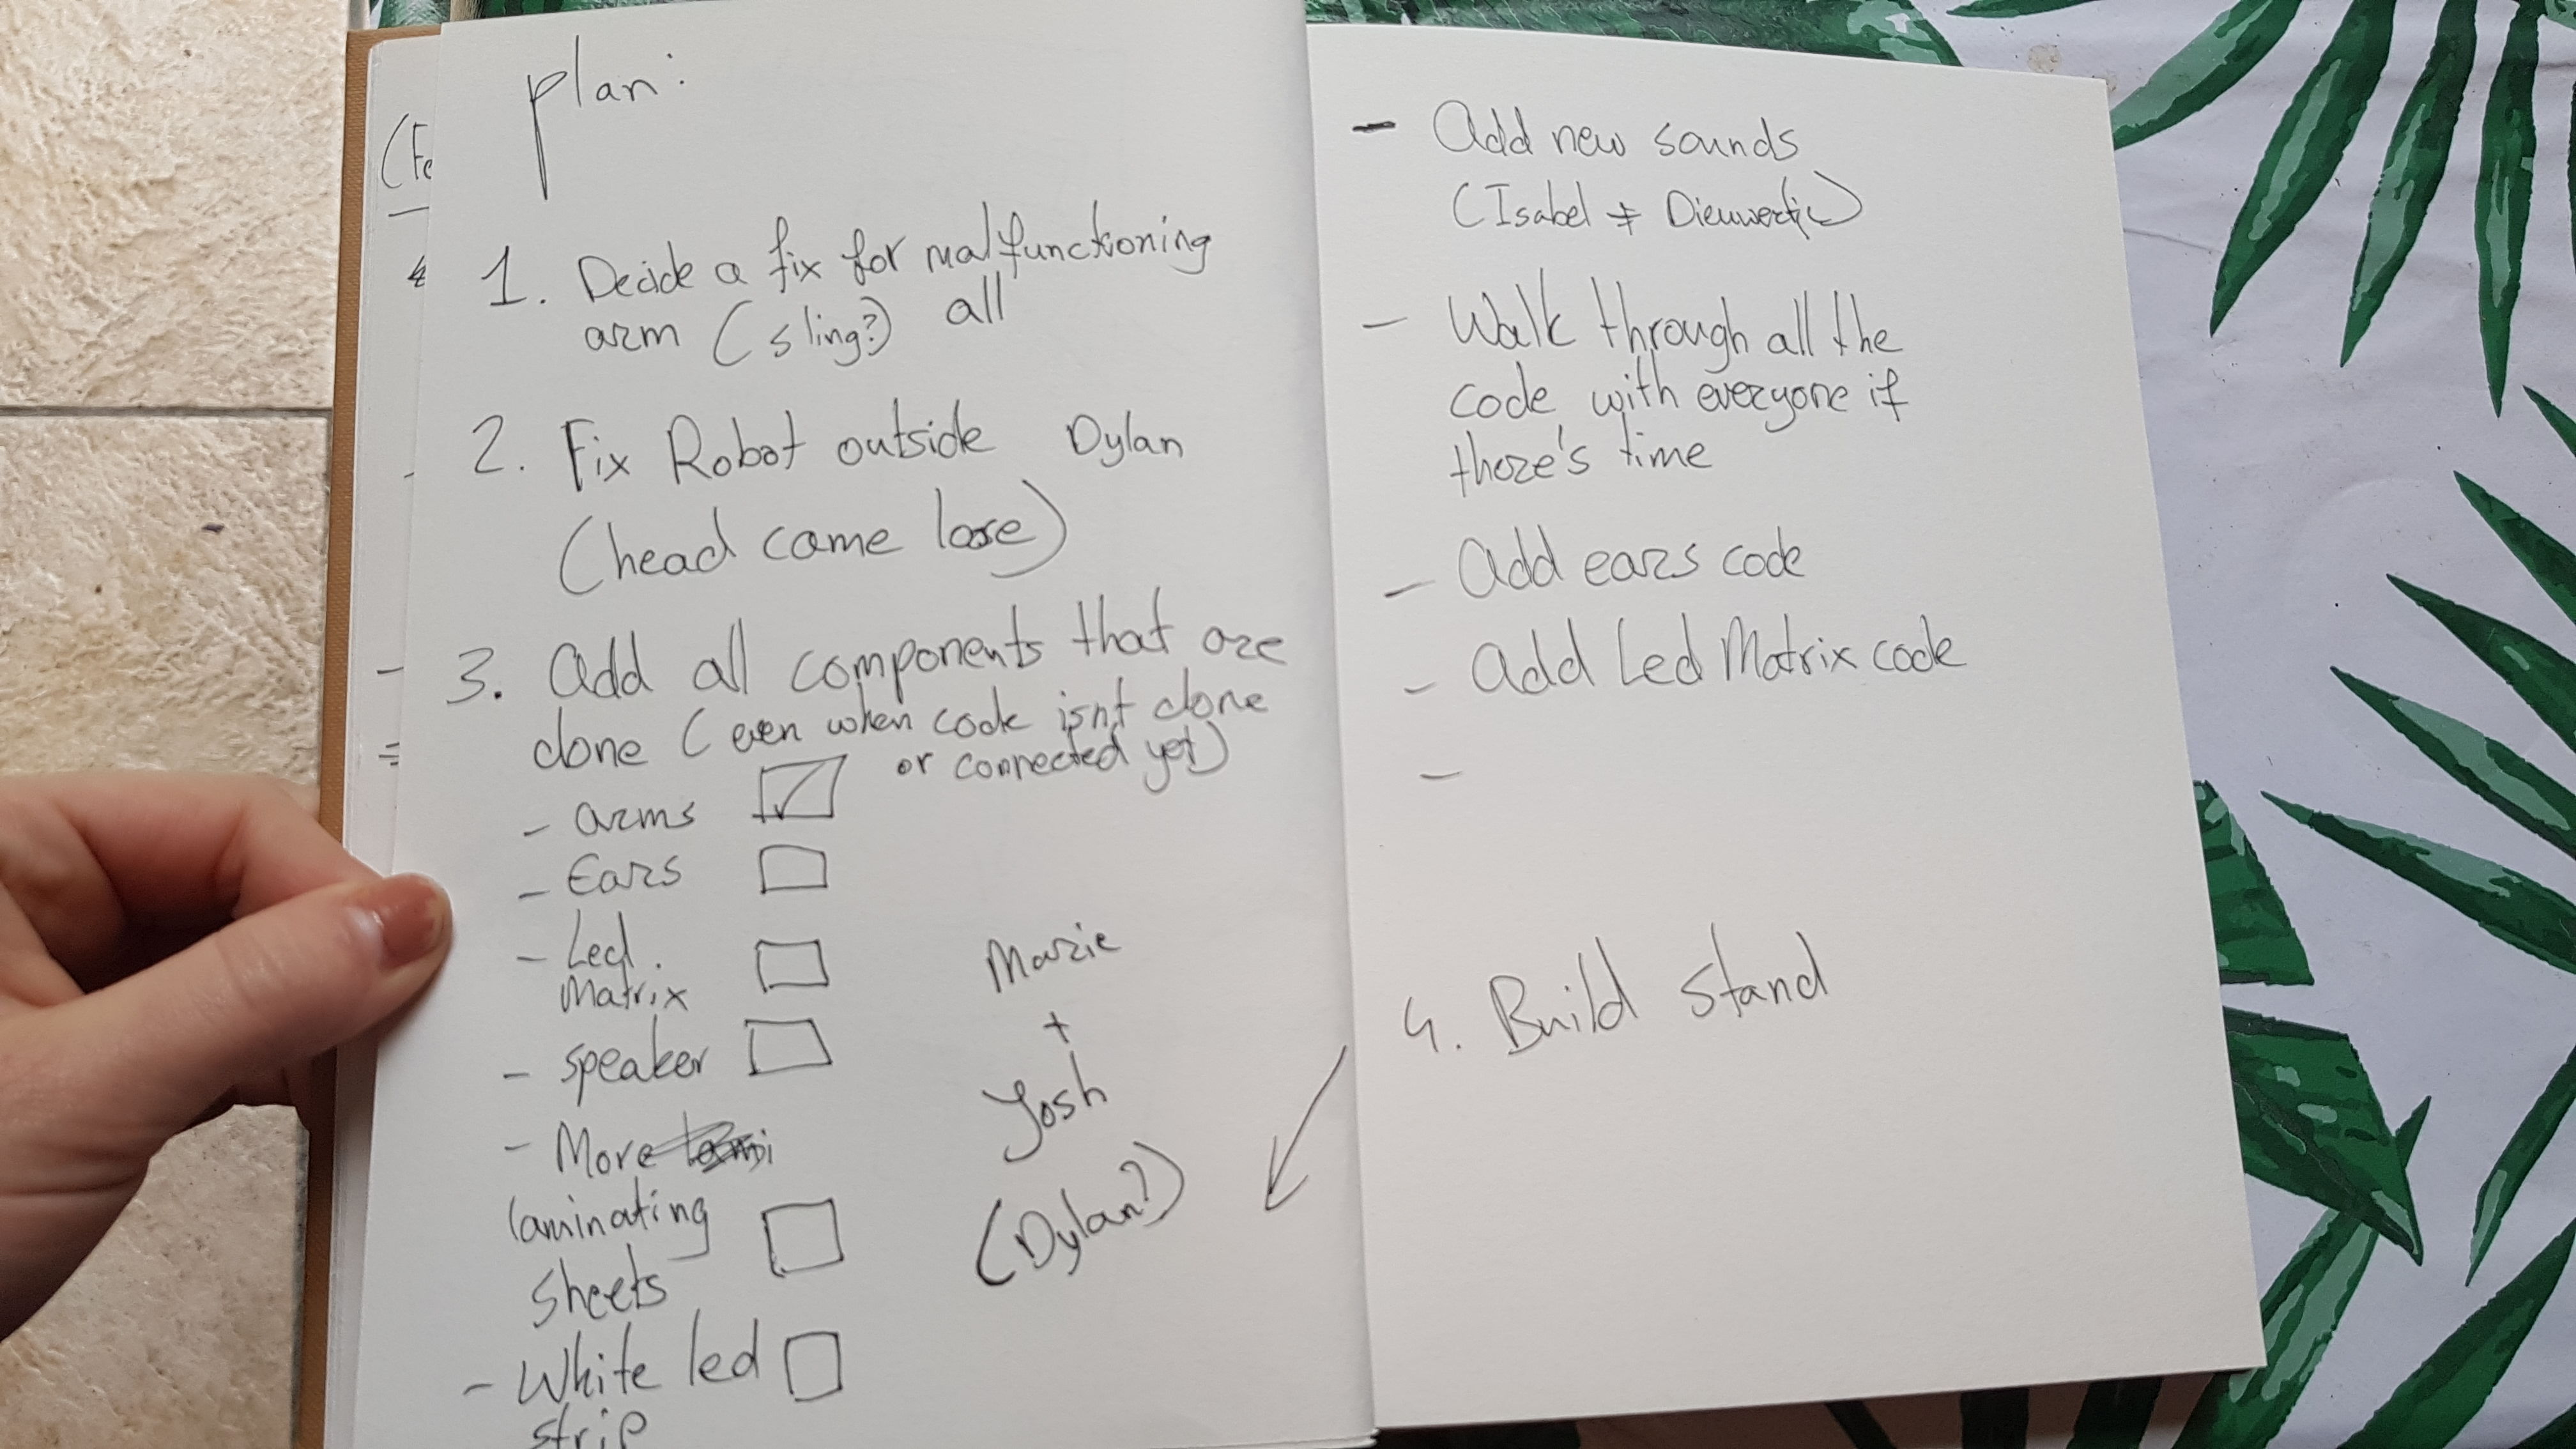 Plan:
1. Decide a fix for malfunctioning
arm (sling?) all
2. Fix Robot outside Dylan
(head came lose)
3. Add all components that are
done (even when code isn't done
or connected yet)
- arms
- Ears
- Led
Matrix
- speaker
- More
laminating
sheets
- White led
strip
Marie
+
Josh
(Dylan?)
- Add new sounds
(Isabel +
- Walk through all the
code with everyone if
there's time
- Add ears code
- Add Led Matrix code
-
4. Build stand